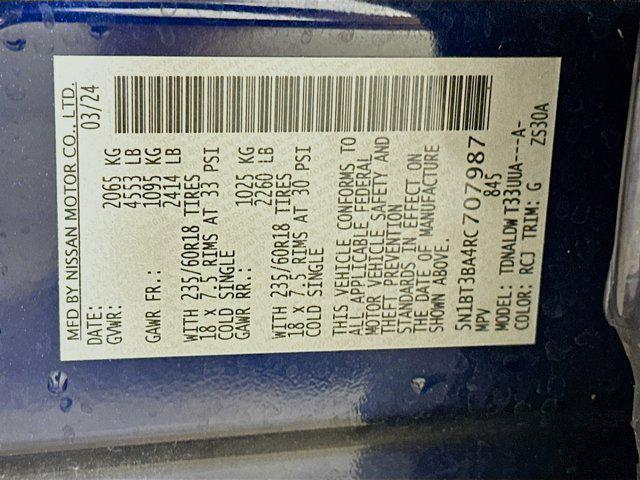 MFD BY NISSAN MOTOR CO.,LTD.
DATE: 03/24
GVWR: 2065 KG
4553 LB
GAWR FR.: 1095 KG
2414 LB
WITH 235/60R18 TIRES
18 X 7.5 RIMS AT 33 PSI
COLD SINGLE
GAWR RR.: 1025 KG
2260 LB
WITH 235/60R18 TIRES
18 X 7.5 RIMS AT 30 PSI
COLD SINGLE
THIS VEHICLE CONFORMS TO
ALL APPLICABLE FEDERAL
MOTOR VEHICLE SAFETY AND
THEFT PREVENTION
STANDARDS IN EFFECT ON
THE DATE OF MANUFACTURE
SHOWN ABOVE.
5N1BT3BA4RC707987
MPV 845
MODEL: TDNALDWT33UUA---A-
COLOR: RCJ TRIM: G ZS30A